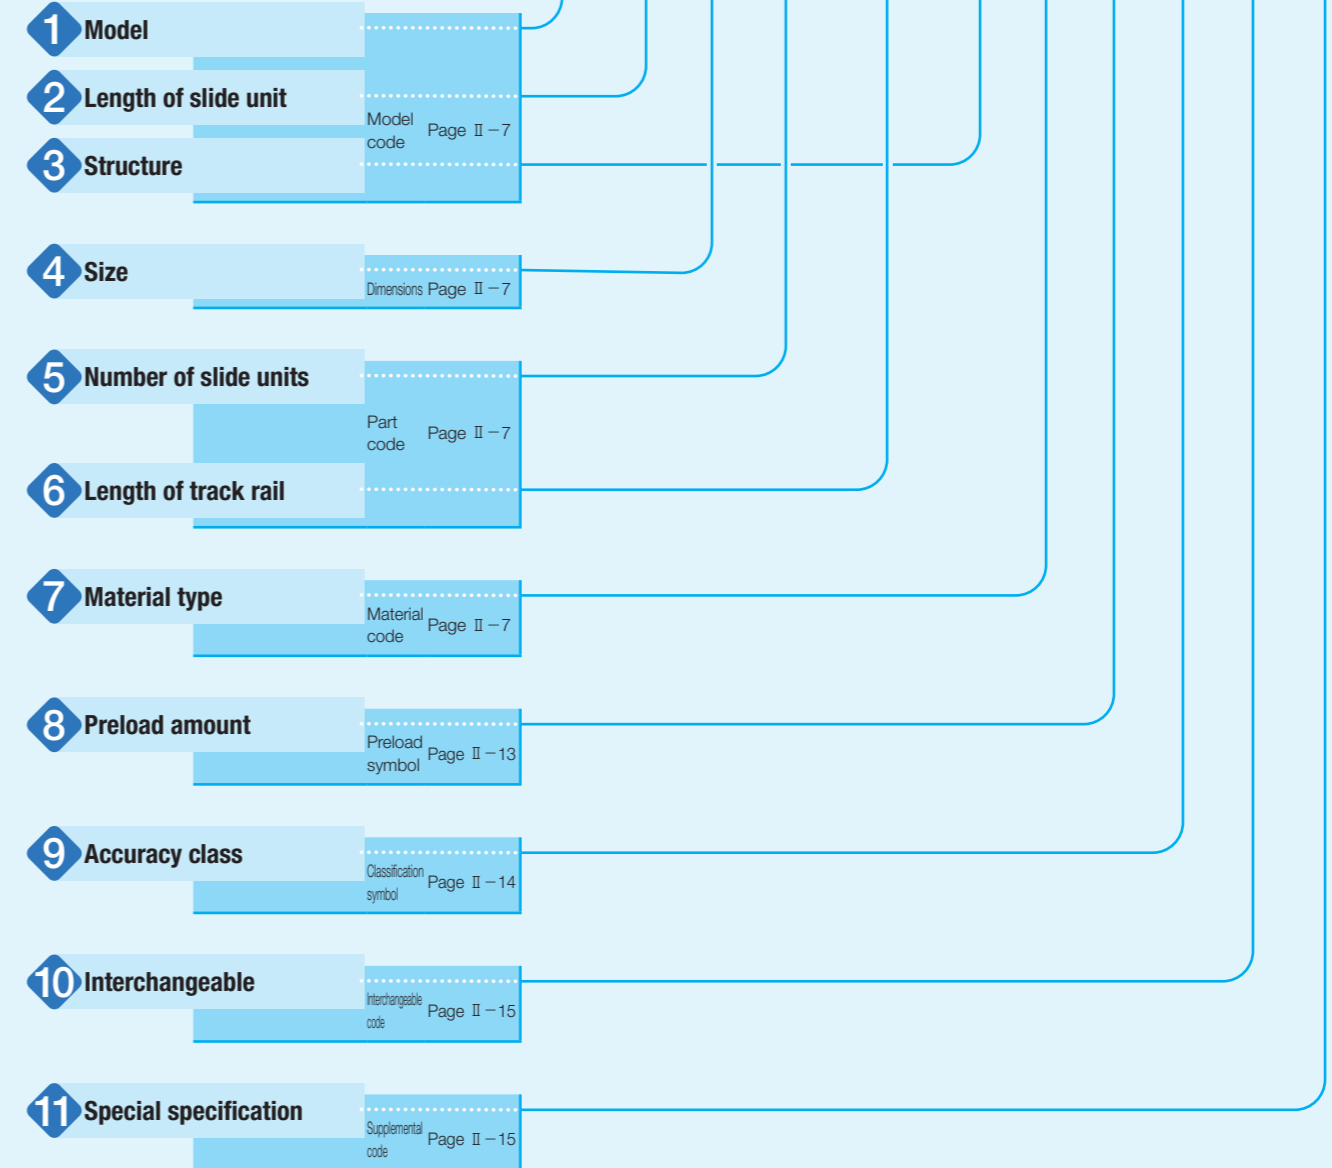 1 Model
2 Length of slide unit
Model code Page Ⅱ－7
3 Structure
4 Size
Dimensions Page Ⅱ－7
5 Number of slide units
Part code Page Ⅱ－7
6 Length of track rail
7 Material type
Material code Page Ⅱ－7
8 Preload amount
Preload symbol Page Ⅱ－13
9 Accuracy class
Classification symbol Page Ⅱ－14
10 Interchangeable
Interchangeable code Page Ⅱ－15
11 Special specification
Supplemental code Page Ⅱ－15